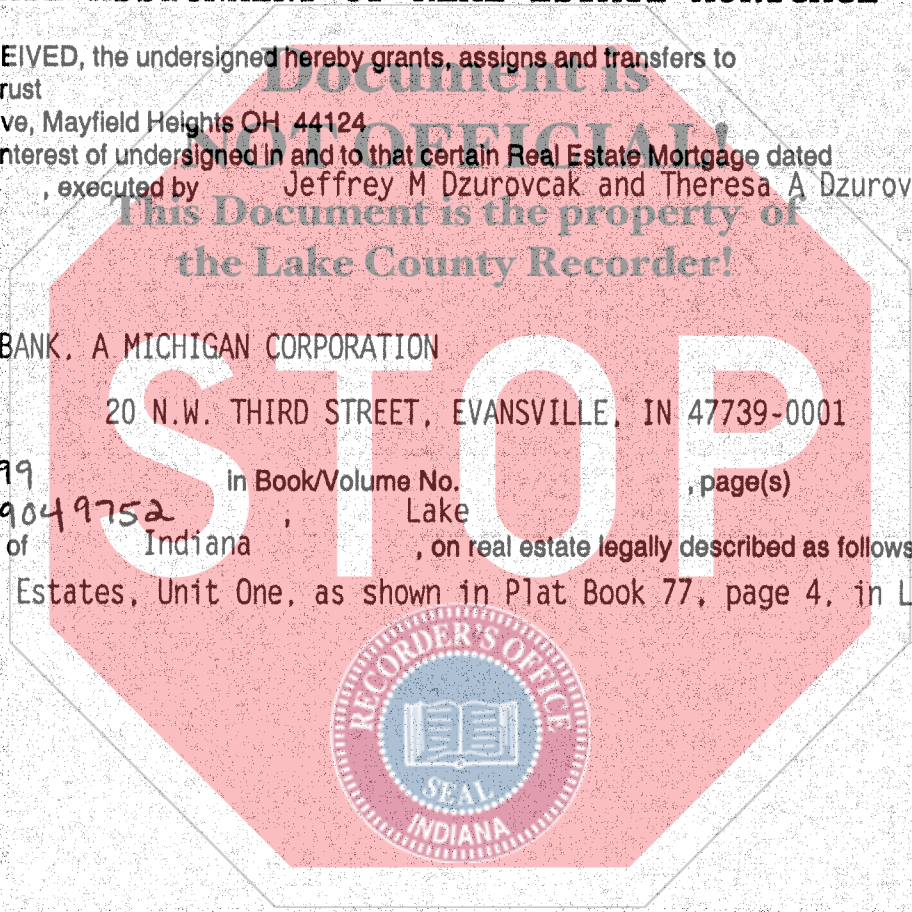 EIVED, the undersigned hereby grants, assigns and transfers to
Document is
rust
ve, Mayfield Heights OH 44124
NOT OFFICIAL!
nterest of undersigned in and to that certain Real Estate Mortgage dated
, executed by Jeffrey M Dzurovcak and Theresa A Dzurov
This Document is the property of
the Lake County Recorder!
BANK, A MICHIGAN CORPORATION
STOP
20 N.W. THIRD STREET, EVANSVILLE, IN 47739-0001
99 in Book/Volume No. , page(s)
9049752 , Lake
of Indiana , on real estate legally described as follows
Estates, Unit One, as shown in Plat Book 77, page 4, in L
RECORDER'S OFFICE
SEAL
INDIANA